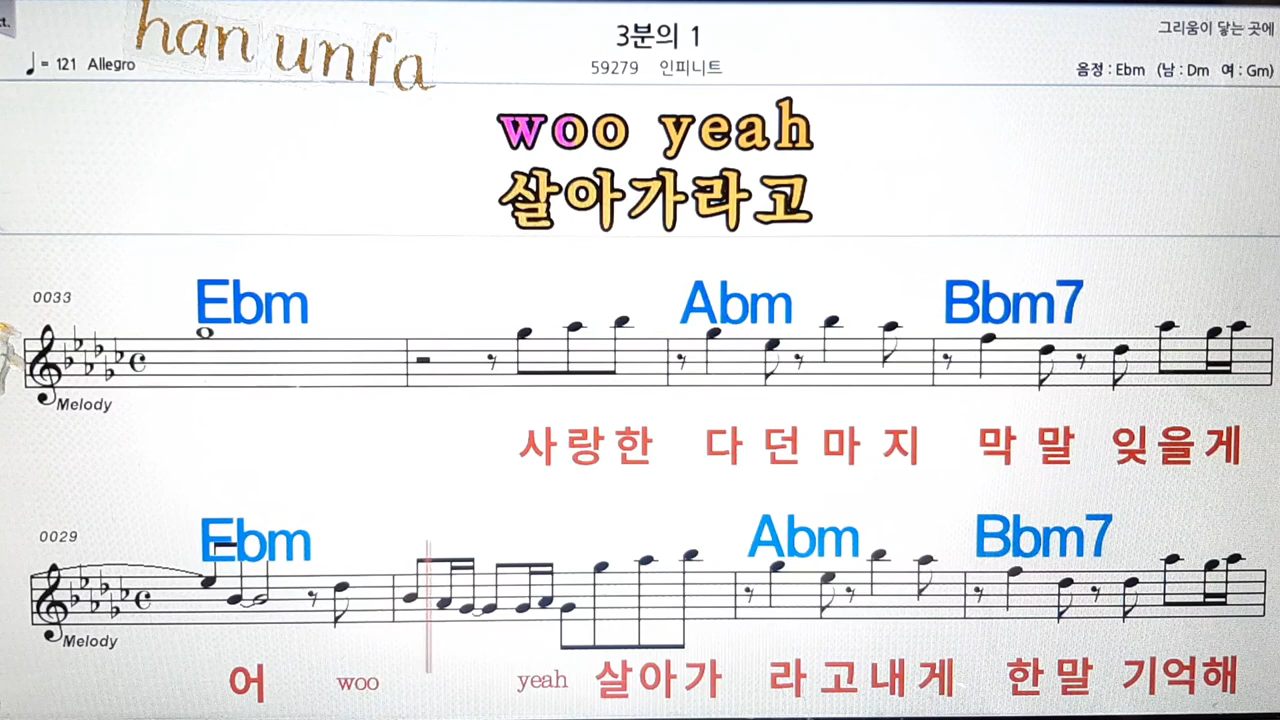 ct.
han unfa
3분의 1
그리움이 닿는 곳에
♩= 121 Allegro
59279 인피니트
음정 : Ebm (남 : Dm 여 : Gm)
woo yeah
살아가라고
0033
Ebm Abm Bbm7
Melody
사랑한 다던마지 막말 잊을게
0029
Ebm Abm Bbm7
Melody
어 woo yeah 살아가 라고내게 한말 기억해